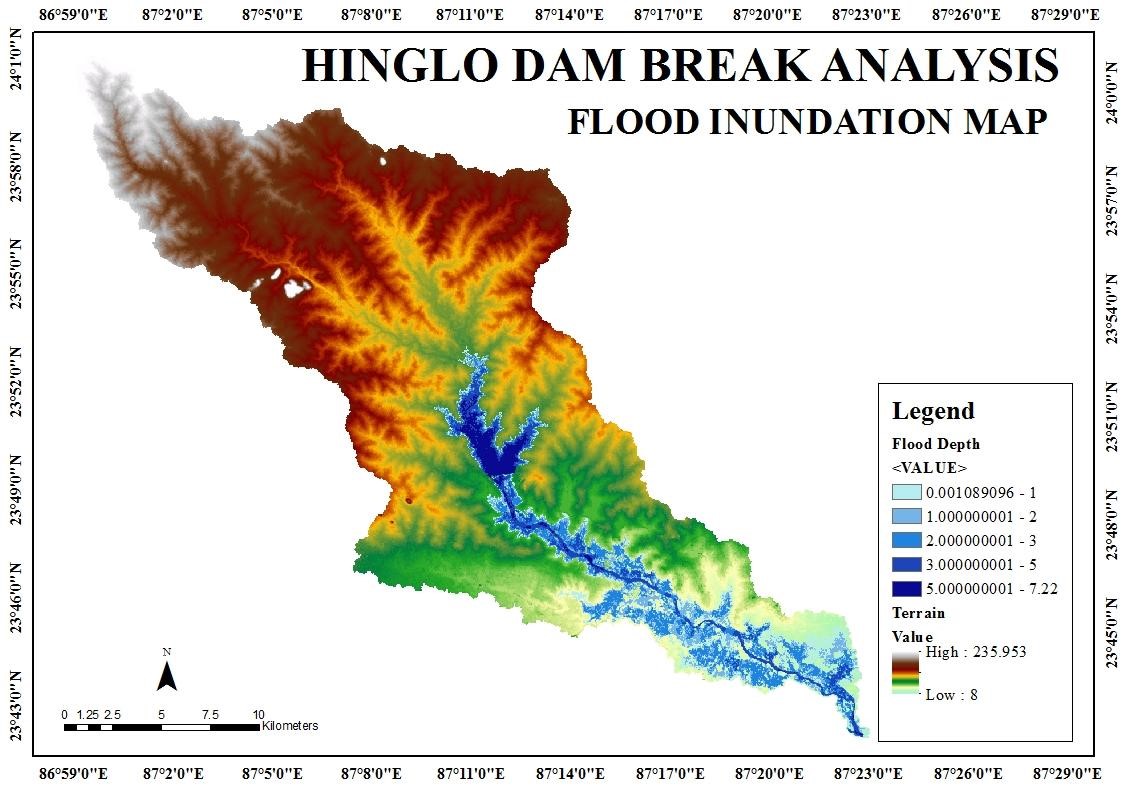 86°59'0"E 87°2'0"E 87°5'0"E 87°8'0"E 87°11'0"E 87°14'0"E 87°17'0"E 87°20'0"E 87°23'0"E 87°26'0"E 87°29'0"E
HINGLO DAM BREAK ANALYSIS
FLOOD INUNDATION MAP
24°1'0"N
23°58'0"N
23°55'0"N
23°52'0"N
23°49'0"N
23°46'0"N
23°43'0"N
24°0'0"N
23°57'0"N
23°54'0"N
23°51'0"N
23°48'0"N
23°45'0"N
Legend
Flood Depth
<VALUE>
0.001089096 - 1
1.000000001 - 2
2.000000001 - 3
3.000000001 - 5
5.000000001 - 7.22
Terrain
Value
High : 235.953
Low : 8
N
0 1.25 2.5 5 7.5 10
Kilometers
86°59'0"E 87°2'0"E 87°5'0"E 87°8'0"E 87°11'0"E 87°14'0"E 87°17'0"E 87°20'0"E 87°23'0"E 87°26'0"E 87°29'0"E